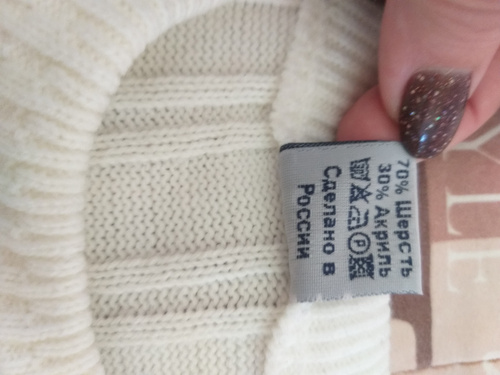 70% Шерсть
30% Акрил
Сделано в
России